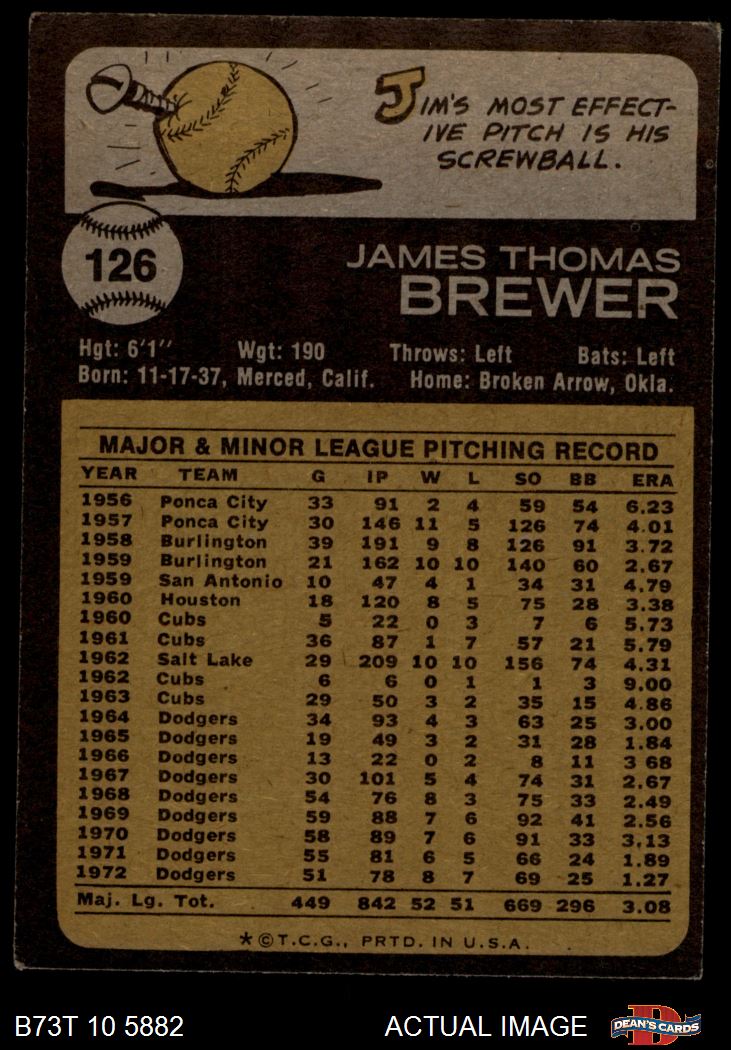 JIM'S MOST EFFECT-
IVE PITCH IS HIS
SCREWBALL.
126
JAMES THOMAS
BREWER
Hgt: 6'1" Wgt: 190 Throws: Left Bats: Left
Born: 11-17-37, Merced, Calif. Home: Broken Arrow, Okla.
MAJOR & MINOR LEAGUE PITCHING RECORD
YEAR TEAM G IP W L SO BB ERA
1956 Ponca City 33 91 2 4 59 54 6.23
1957 Ponca City 30 146 11 5 126 74 4.01
1958 Burlington 39 191 9 8 126 91 3.72
1959 Burlington 21 162 10 10 140 60 2.67
1959 San Antonio 10 47 4 1 34 31 4.79
1960 Houston 18 120 8 5 75 28 3.38
1960 Cubs 5 22 0 3 7 6 5.73
1961 Cubs 36 87 1 7 57 21 5.79
1962 Salt Lake 29 209 10 10 156 74 4.31
1962 Cubs 6 6 0 1 1 3 9.00
1963 Cubs 29 50 3 2 35 15 4.86
1964 Dodgers 34 93 4 3 63 25 3.00
1965 Dodgers 19 49 3 2 31 28 1.84
1966 Dodgers 13 22 0 2 8 11 3 68
1967 Dodgers 30 101 5 4 74 31 2.67
1968 Dodgers 54 76 8 3 75 33 2.49
1969 Dodgers 59 88 7 6 92 41 2.56
1970 Dodgers 58 89 7 6 91 33 3.13
1971 Dodgers 55 81 6 5 66 24 1.89
1972 Dodgers 51 78 8 7 69 25 1.27
Maj. Lg. Tot. 449 842 52 51 669 296 3.08
*©T.C.G., PRTD. IN U.S.A.
B73T 10 5882 ACTUAL IMAGE DEAN'S CARDS